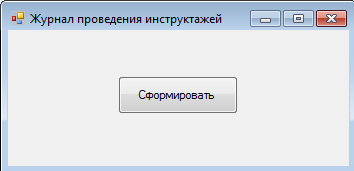 Журнал проведения инструктажей
Сформировать